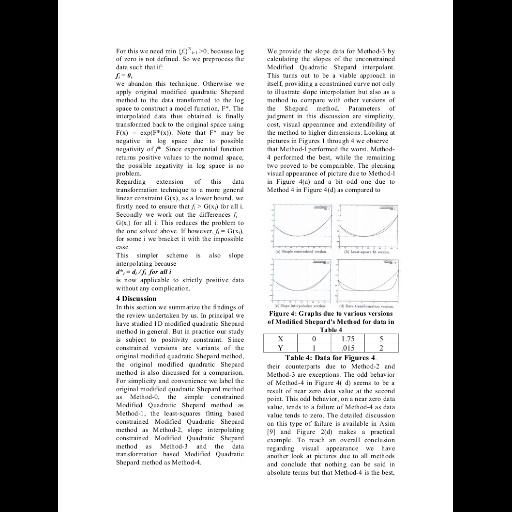 For this we need min {fi}N i=1 >0, because log
of zero is not defined. So we preprocess the
data such that if:
fi = 0,
we abandon this technique. Otherwise we
apply original modified quadratic Shepard
method to the data transformed to the log
space to construct a model function, F*. The
interpolated data thus obtained is finally
transformed back to the original space using
F(x) = exp(F*(x)). Note that F* may be
negative in log space due to possible
negativity of f*. Since exponential function
returns positive values to the normal space,
the possible negativity in log space is no
problem.
Regarding extension of this data
transformation technique to a more general
linear constraint G(x), as a lower bound, we
firstly need to ensure that fi > G(xi) for all i.
Secondly we work out the differences fi
G(xi) for all i. This reduces the problem to
the one solved above. If however, fi = G(xi),
for some i we bracket it with the impossible
case.
This simpler scheme is also slope
interpolating because
d*i = di / fi, for all i
is now applicable to strictly positive data
without any complication.
4 Discussion
In this section we summarize the findings of
the review undertaken by us. In principal we
have studied 1D modified quadratic Shepard
method in general. But in practice our study
is subject to positivity constraint. Since
constrained versions are variants of the
original modified quadratic Shepard method,
the original modified quadratic Shepard
method is also discussed for a comparison.
For simplicity and convenience we label the
original modified quadratic Shepard method
as Method-0, the simple constrained
Modified Quadratic Shepard method as
Method-1, the least-squares fitting based
constrained Modified Quadratic Shepard
method as Method-2, slope interpolating
constrained Modified Quadratic Shepard
method as Method-3 and the data
transformation based Modified Quadratic
Shepard method as Method-4.
We provide the slope data for Method-3 by
calculating the slopes of the unconstrained
Modified Quadratic Shepard interpolant.
This turns out to be a viable approach in
itself, providing a constrained curve not only
to illustrate slope interpolation but also as a
method to compare with other versions of
the Shepard method. Parameters of
judgment in this discussion are simplicity,
cost, visual appearance and extendibility of
the method to higher dimensions. Looking at
pictures in Figures 1 through 4 we observe
that Method-1 performed the worst, Method-
4 performed the best, while the remaining
two proved to be comparable. The pleasing
visual appearance of picture due to Method-1
in Figure 4(a) and a bit odd one due to
Method 4 in Figure 4(d) as compared to
(a) Simple constrained version.
(b) Least-square fit version.
(c) Slope interpolation version.
(d) Data transformation version.
Figure 4: Graphs due to various versions
of Modified Shepard's Method for data in
Table 4
X 0 1.75 5
Y 1 .015 2
Table 4: Data for Figures 4.
their counterparts due to Method-2 and
Method-3 are exceptions. The odd behavior
of Method-4 in Figure 4( d) seems to be a
result of near zero data value at the second
point. This odd behavior, on a near zero data
value, tends to a failure of Method-4 as data
value tends to zero. The detailed discussion
on this type of failure is available in Asim
[9] and Figure 2(d) makes a practical
example. To reach an overall conclusion
regarding visual appearance we have
another look at pictures due to all methods
and conclude that nothing can be said in
absolute terms but that Method-4 is the best,